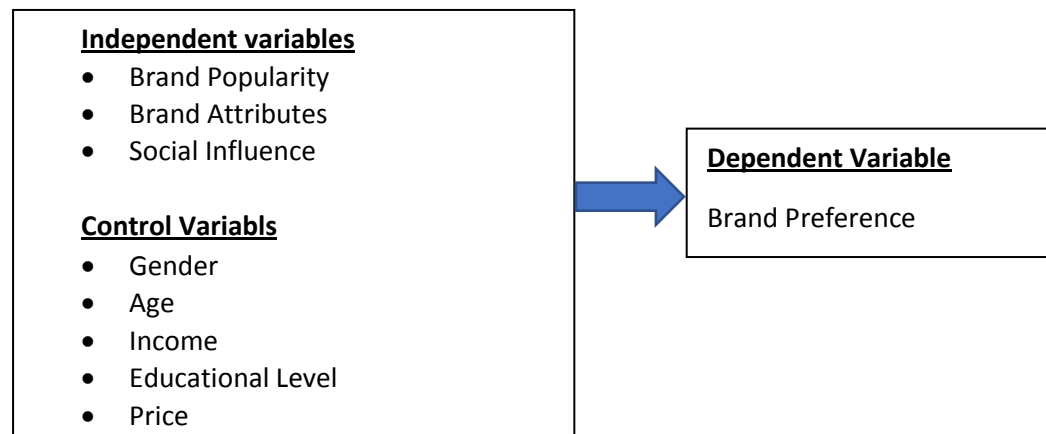 Independent variables
• Brand Popularity
• Brand Attributes
• Social Influence
Control Variabls
• Gender
• Age
• Income
• Educational Level
• Price
Dependent Variable
Brand Preference